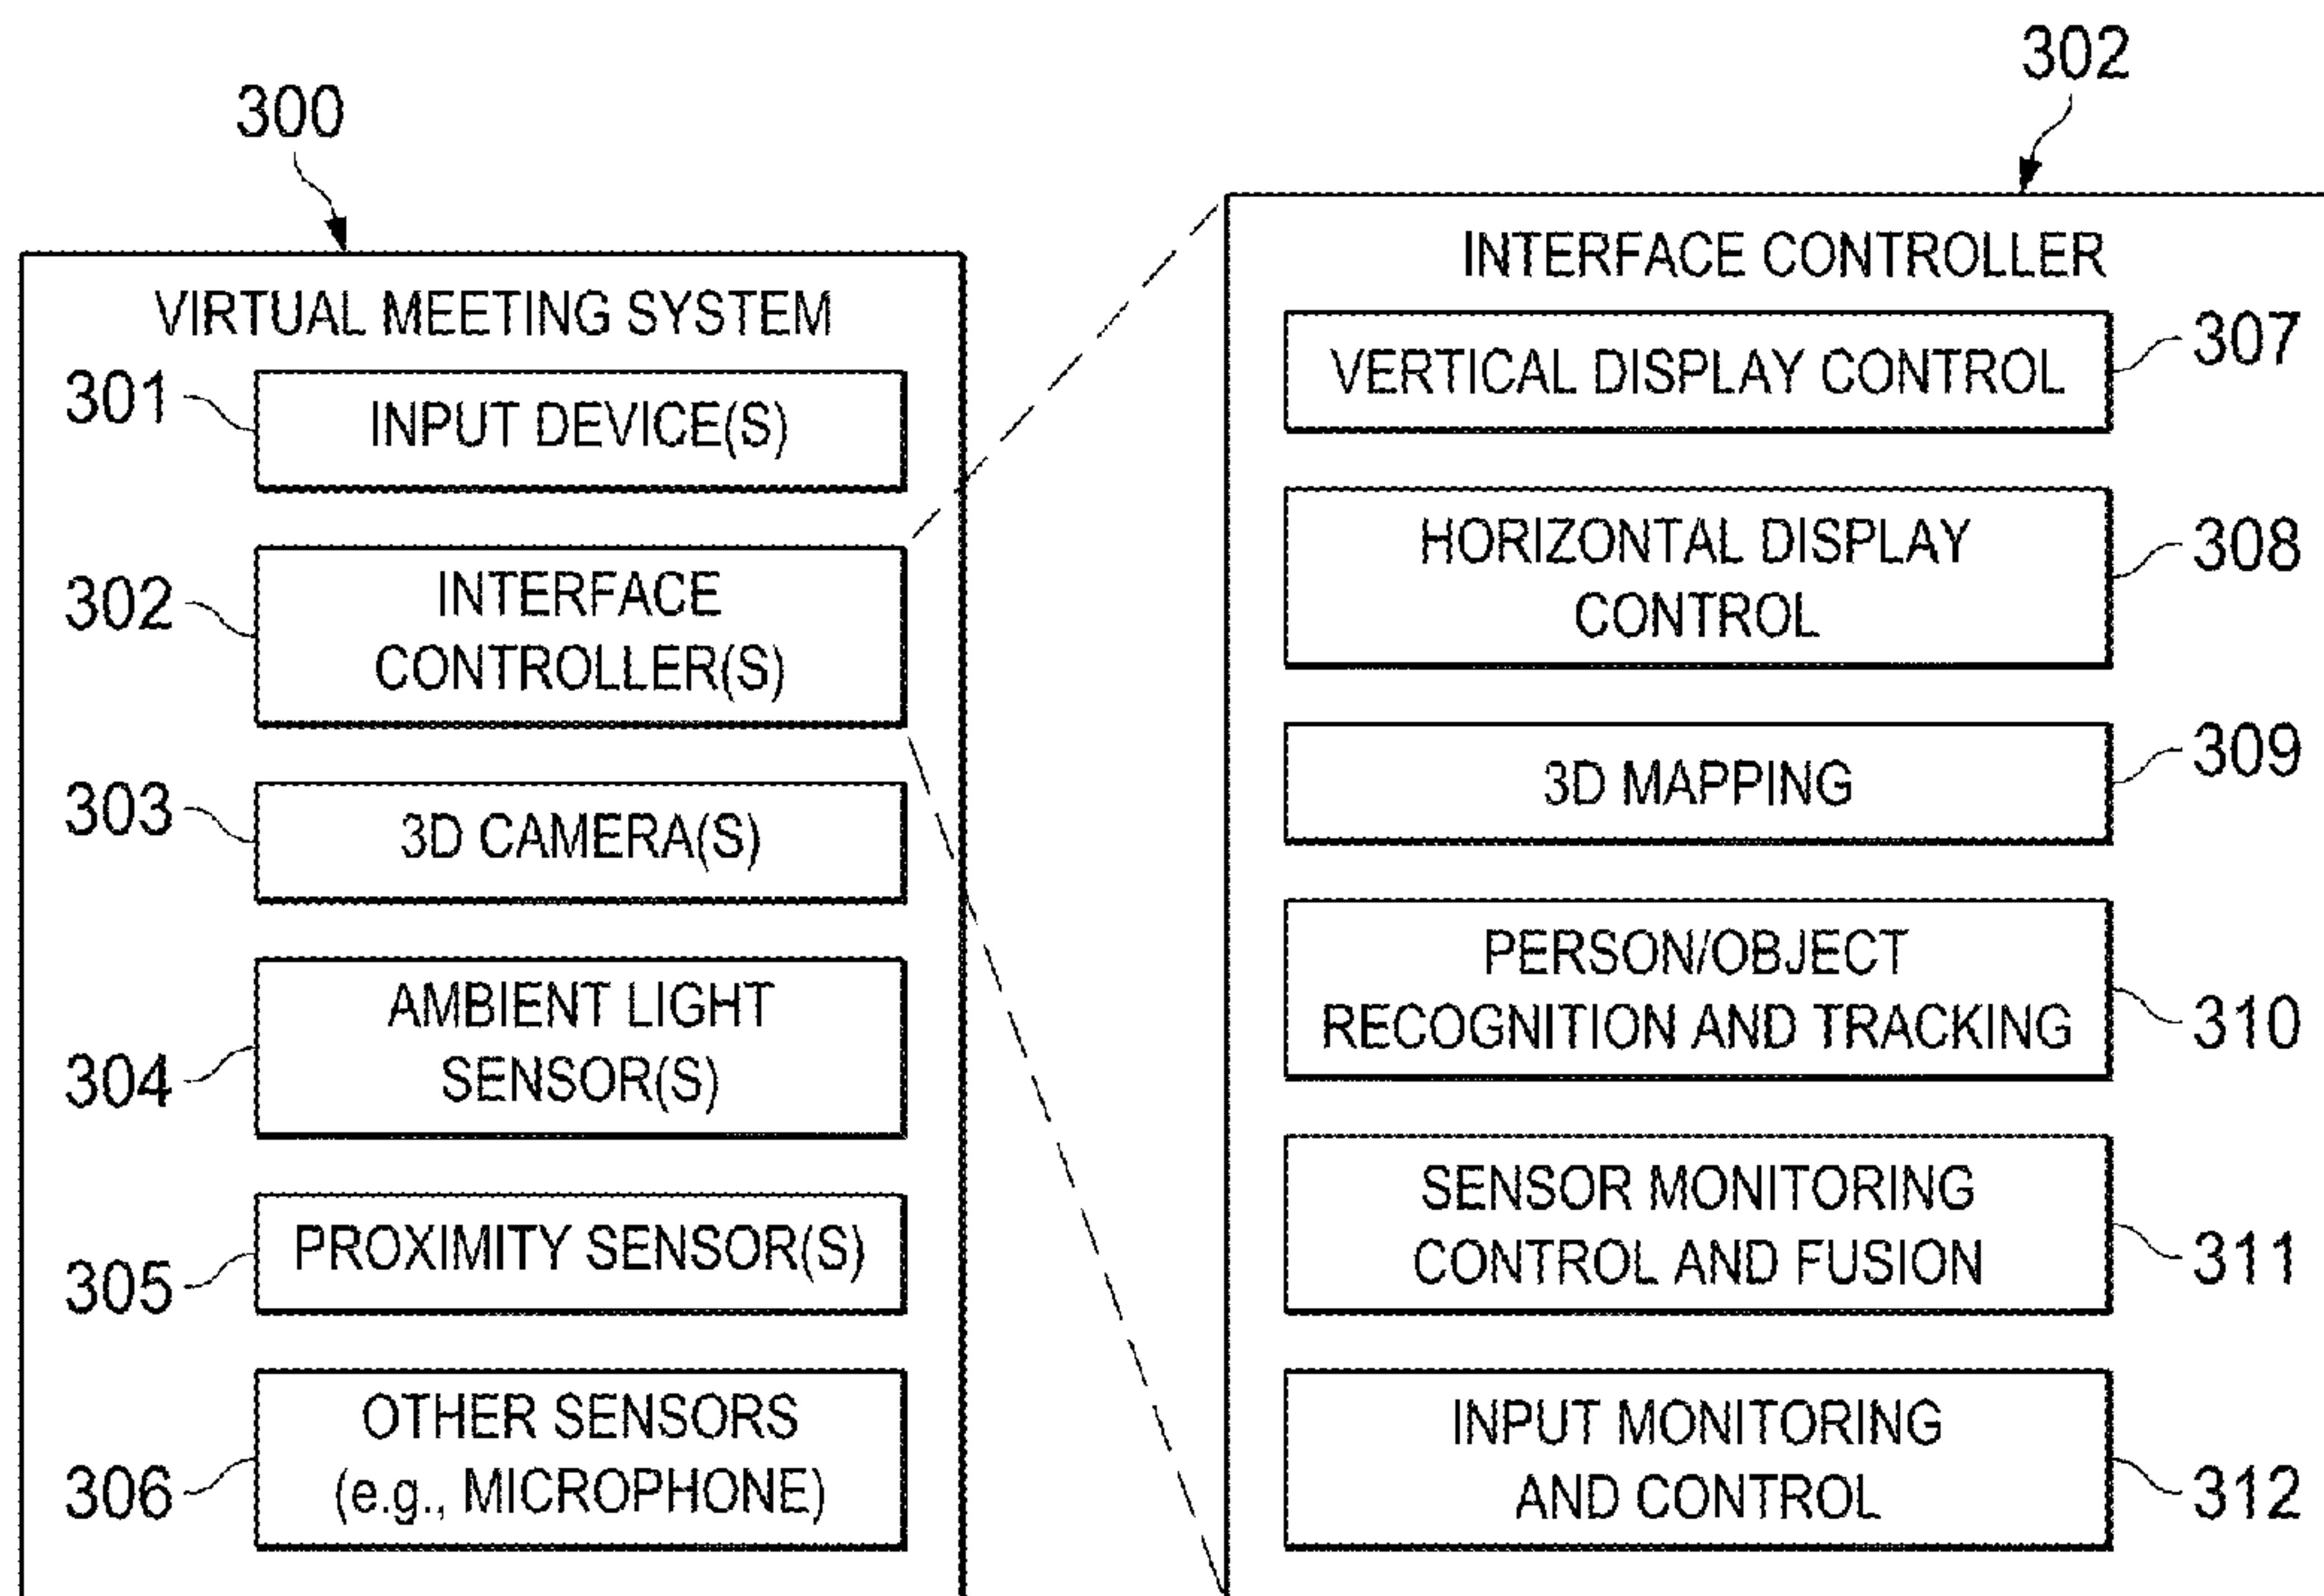 300
VIRTUAL MEETING SYSTEM
301
INPUT DEVICE(S)
302
INTERFACE
CONTROLLER(S)
303
3D CAMERA(S)
304
AMBIENT LIGHT
SENSOR(S)
305
PROXIMITY SENSOR(S)
306
OTHER SENSORS
(e.g., MICROPHONE)
302
INTERFACE CONTROLLER
VERTICAL DISPLAY CONTROL
307
HORIZONTAL DISPLAY
CONTROL
308
3D MAPPING
309
PERSON/OBJECT
RECOGNITION AND TRACKING
310
SENSOR MONITORING
CONTROL AND FUSION
311
INPUT MONITORING
AND CONTROL
312